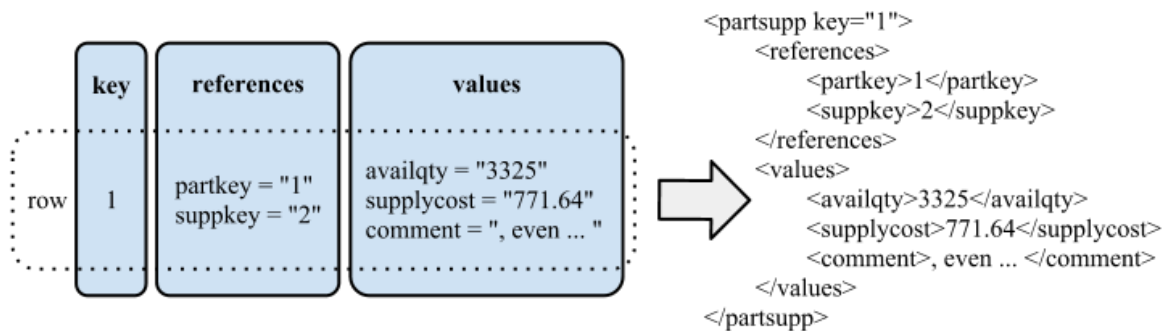 key
references
values
row
1
partkey = "1"
suppkey = "2"
availqty = "3325"
supplycost = "771.64"
comment = ", even ... "
<partsupp key="1">
<references>
<partkey>1</partkey>
<suppkey>2</suppkey>
</references>
<values>
<availqty>3325</availqty>
<supplycost>771.64</supplycost>
<comment>, even ... </comment>
</values>
</partsupp>